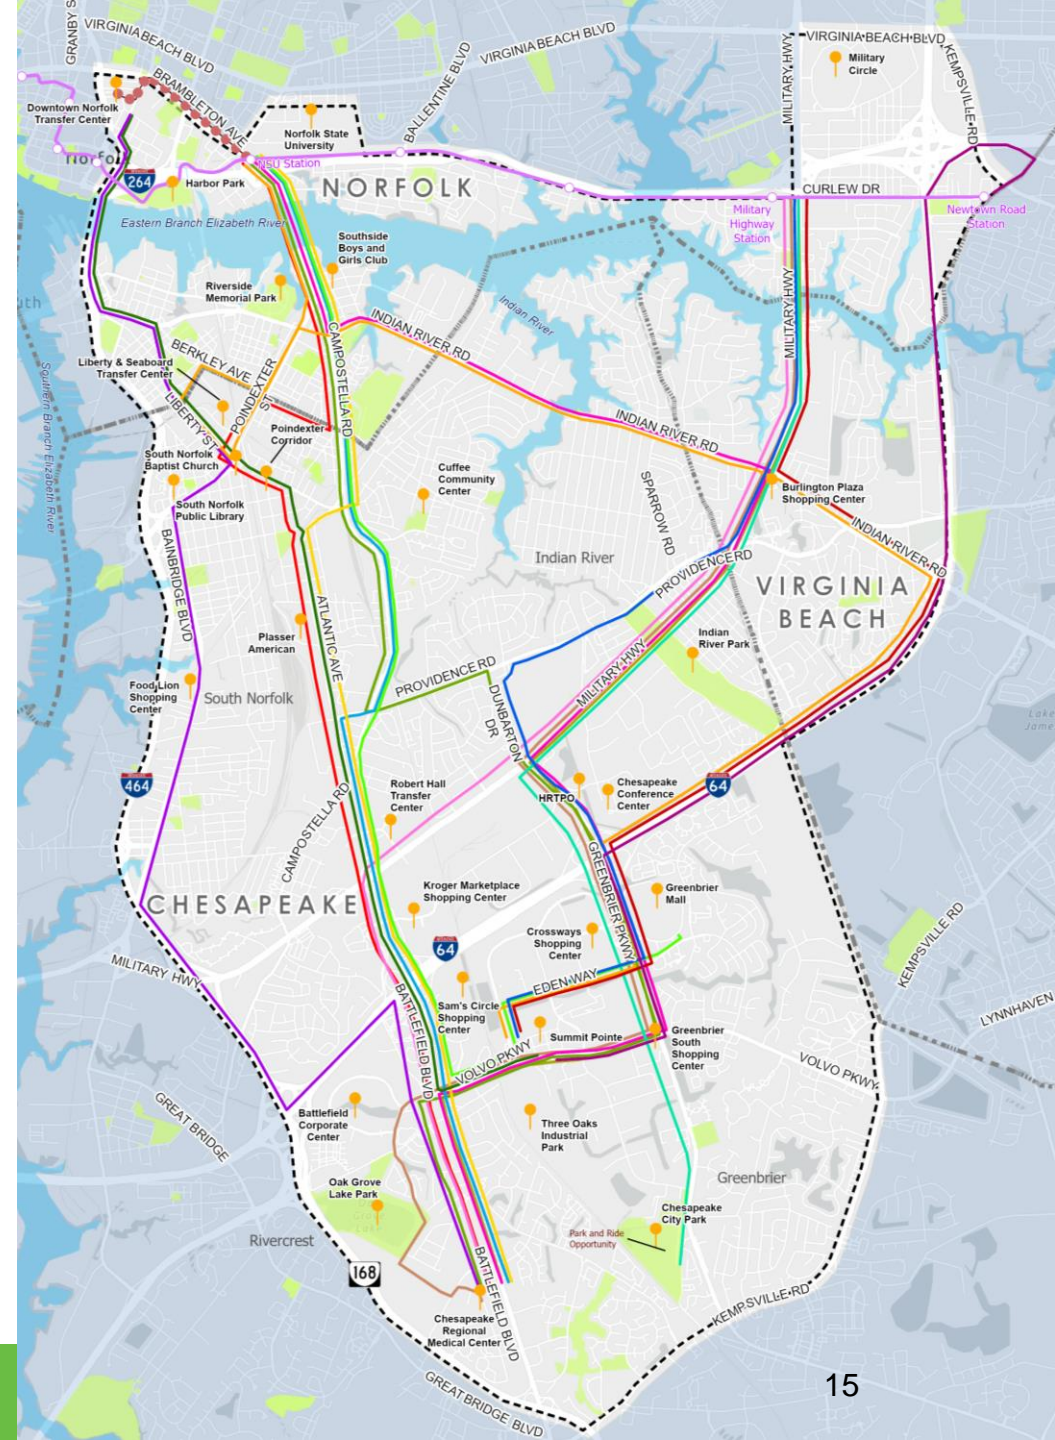 GRANBY S
VIRGINIA BEACH BLVD
VIRGINIA BEACH BLVD
VIRGINIA BEACH BLVD
BRAMBLETON AVE
BALLENTINE BLVD
MILITARY HWY
KEMPSVILLE RD
Military
Circle
Downtown Norfolk
Transfer Center
Norfolk State
University
NSU Station
264
Harbor Park
NORFOLK
CURLEW DR
Military
Highway
Station
Newtown Road
Station
Eastern Branch Elizabeth River
Southside
Boys and
Girls Club
Riverside
Memorial Park
Indian River
MILITARY HWY
INDIAN RIVER RD
CAMPOSTELLA RD
BERKLEY AVE
Liberty & Seaboard
Transfer Center
POINDEXTER
ST
LIBERTY ST
Poindexter
Corridor
INDIAN RIVER RD
Southern Branch Elizabeth River
South Norfolk
Baptist Church
Cuffee
Community
Center
SPARROW RD
Burlington Plaza
Shopping Center
South Norfolk
Public Library
INDIAN RIVER RD
BAINBRIDGE BLVD
Indian River
PROVIDENCE RD
VIRGINIA
BEACH
ATLANTIC AVE
Plasser
American
Indian
River Park
PROVIDENCE RD
MILITARY HWY
Food Lion
Shopping
Center
South Norfolk
DUNBARTON
DR
464
CAMPOSTELLA RD
Robert Hall
Transfer
Center
HRTPO
Chesapeake
Conference
Center
64
GREENBRIER PKWY
CHESAPEAKE
Kroger Marketplace
Shopping Center
Greenbrier
Mall
Crossways
Shopping
Center
KEMPSVILLE RD
64
MILITARY HWY
EDEN WAY
BATTLEFIELD BLVD
Sam's Circle
Shopping
Center
LYNNHAVEN
Summit Pointe
Greenbrier
South
Shopping
Center
VOLVO PKWY
VOLVO PKWY
GREAT BRIDGE
Battlefield
Corporate
Center
Three Oaks
Industrial
Park
Oak Grove
Lake Park
Greenbrier
Chesapeake
City Park
Park and Ride
Opportunity
Rivercrest
168
BATTLEFIELD BLVD
KEMPSVILLE RD
Chesapeake
Regional
Medical Center
GREAT BRIDGE BLVD
15